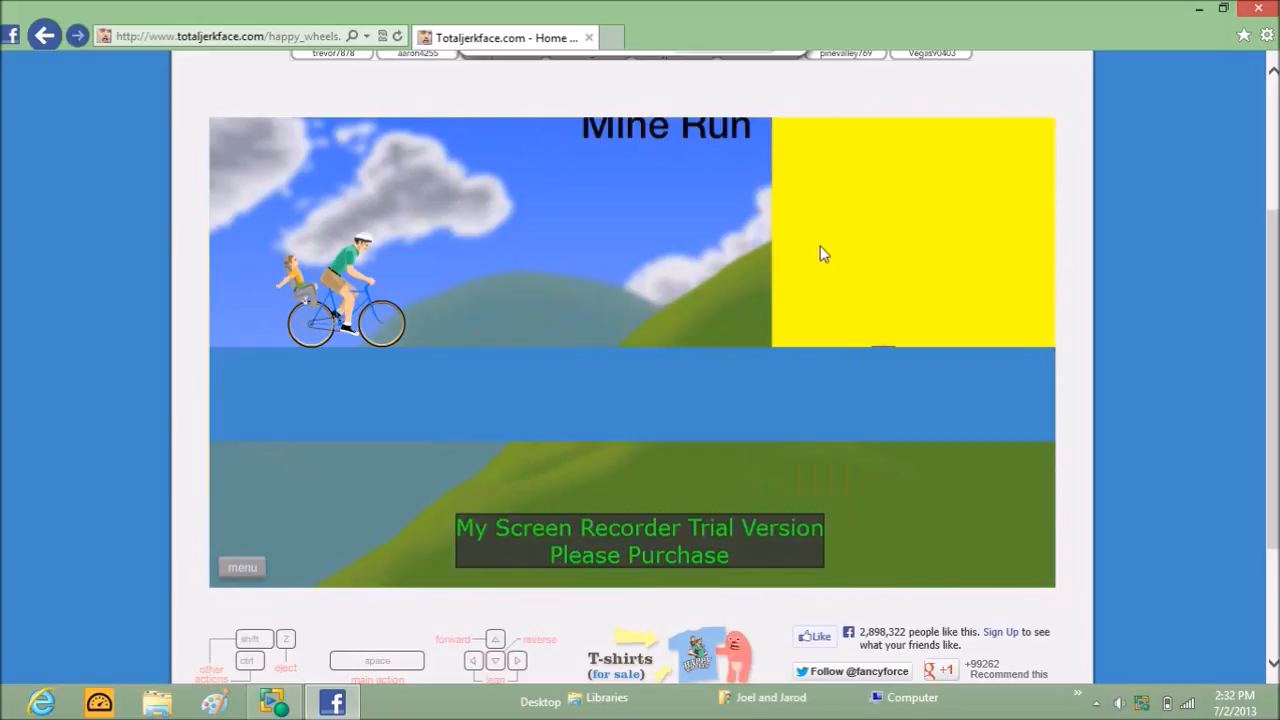 http://www.totaljerkface.com/happy_wheels.
Totaljerkface.com - Home ...
trevor7878
aaron4255
pinevalley769
Vegas90403
Mine Run
My Screen Recorder Trial Version
Please Purchase
menu
shift
Z
ctrl
eject
other
actions
space
main action
forward
reverse
lean
T-shirts
(for sale)
Like
2,898,322 people like this. Sign Up to see
what your friends like.
Follow @fancyforce
g +1
+99262
Recommend this
Desktop
Libraries
Joel and Jarod
Computer
2:32 PM
7/2/2013